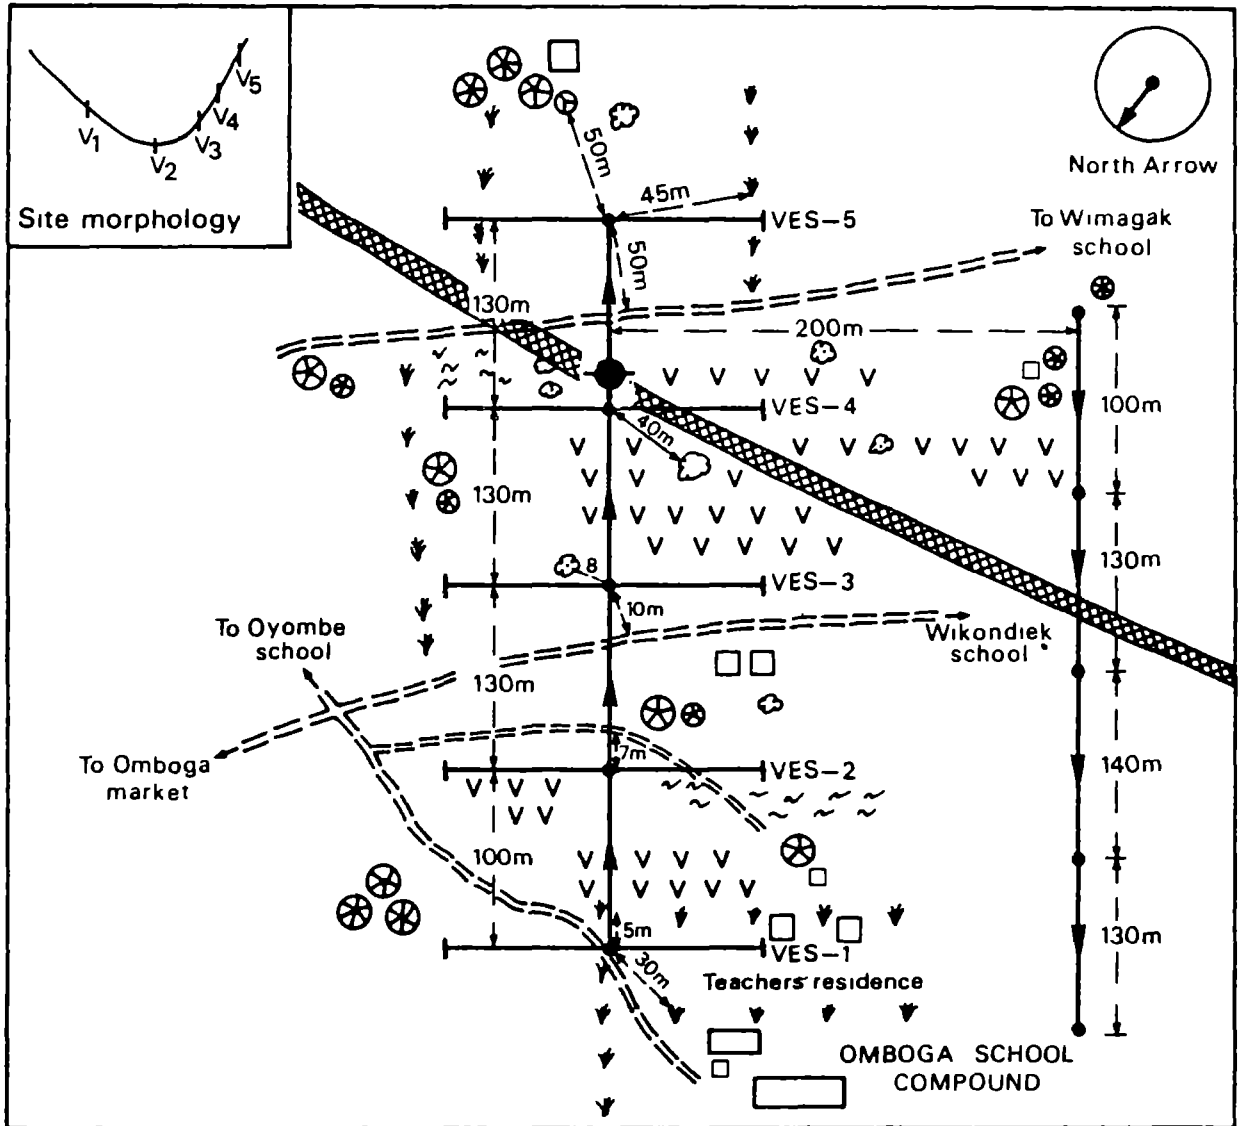 V1
V2
V3
V4
V5
Site morphology
North Arrow
50m
45m
VES-5
To Wimagak
school
50m
130m
200m
VES-4
100m
40m
130m
8
VES-3
130m
10m
To Oyombe
school
Wikondiek
school
130m
7m
To Omboga
market
VES-2
140m
100m
5m
130m
VES-1
30m
Teachers residence
OMBOGA SCHOOL
COMPOUND